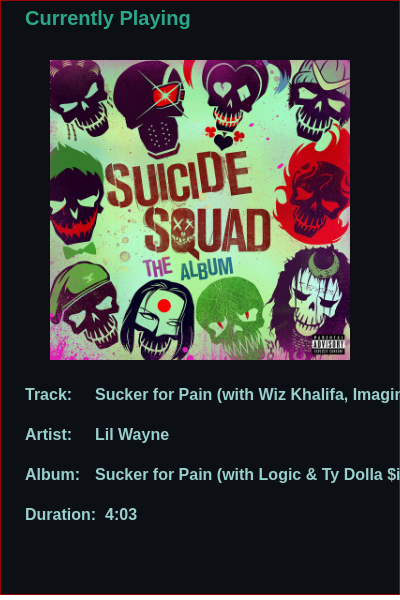 Currently Playing
SUICIDE
SQUAD
THE ALBUM
PARENTAL
ADVISORY
EXPLICIT CONTENT
Track: Sucker for Pain (with Wiz Khalifa, Imagin
Artist: Lil Wayne
Album: Sucker for Pain (with Logic & Ty Dolla $i
Duration: 4:03